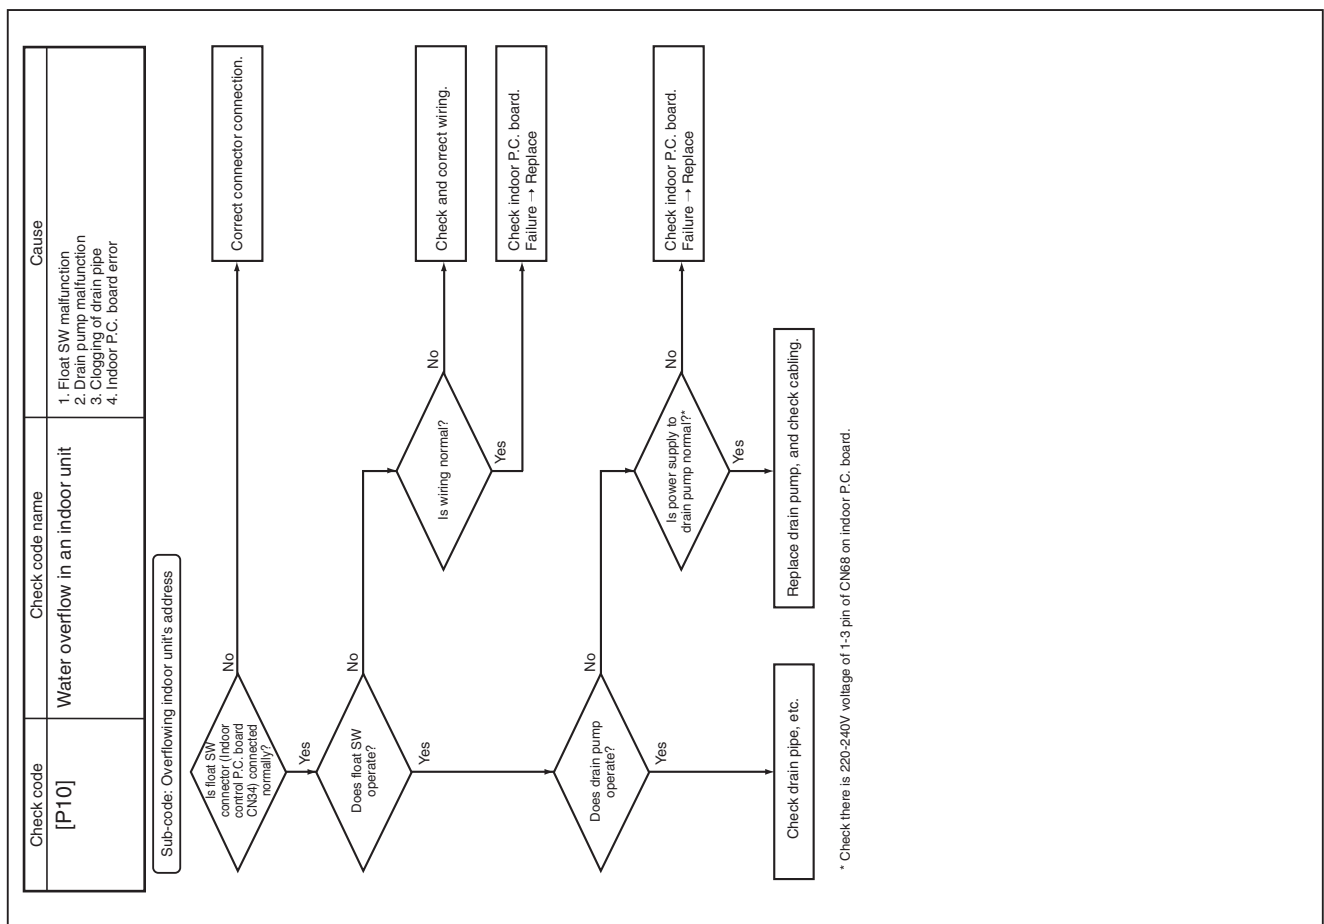 Check code
Check code name
Cause
[P10]
Water overflow in an indoor unit
1. Float SW malfunction
2. Drain pump malfunction
3. Clogging of drain pipe
4. Indoor P.C. board error
Sub-code: Overflowing indoor unit's address
Is float SW
connector (Indoor
control P.C. board
CN34) connected
normally?
No
Correct connector connection.
Yes
Does float SW
operate?
No
Is wiring normal?
No
Check and correct wiring.
Yes
Check indoor P.C. board.
Failure → Replace
Yes
Does drain pump
operate?
No
Is power supply to
drain pump normal?*
No
Check indoor P.C. board.
Failure → Replace
Yes
Yes
Check drain pipe, etc.
Replace drain pump, and check cabling.
* Check there is 220-240V voltage of 1-3 pin of CN68 on indoor P.C. board.